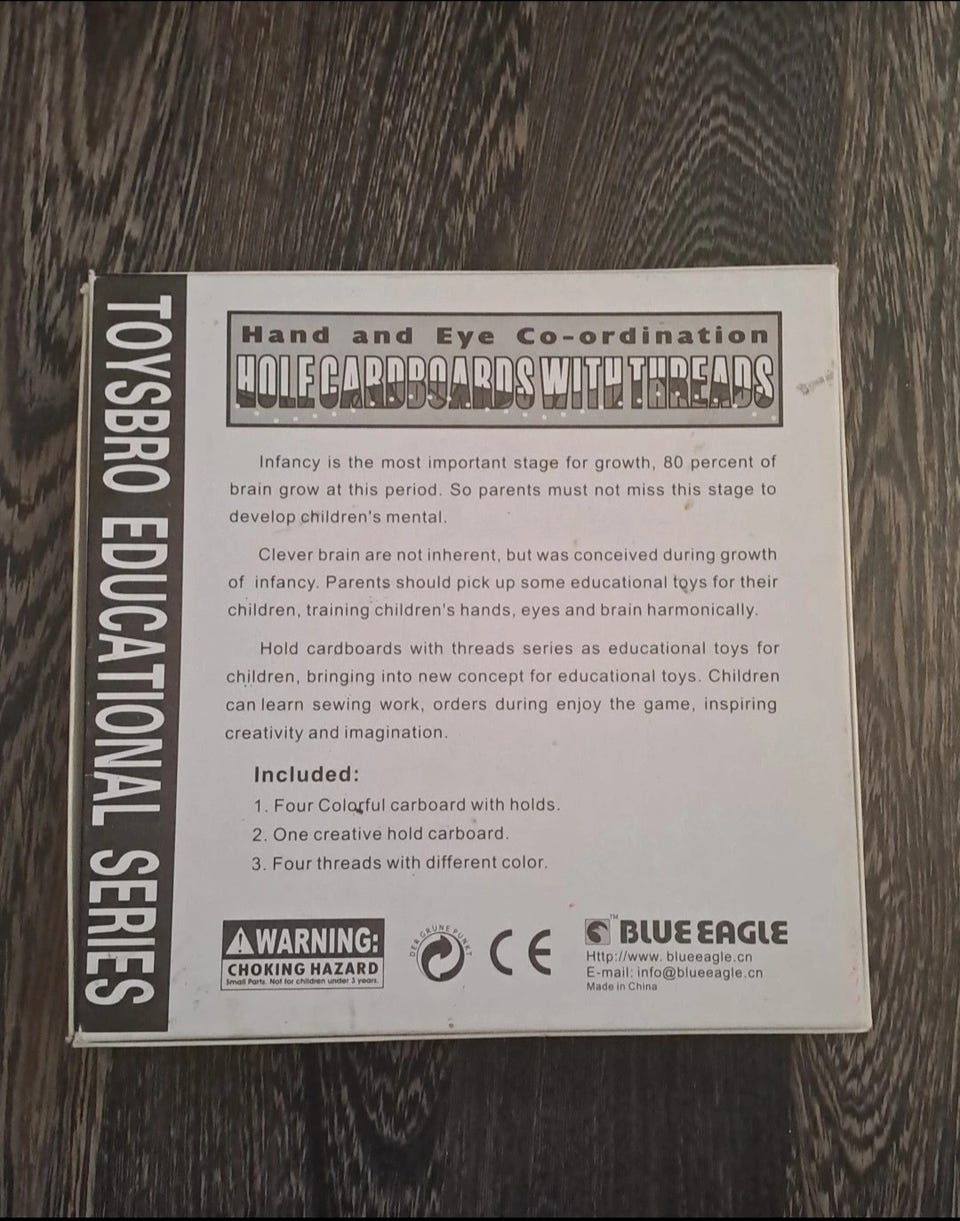 TOYSBRO EDUCATIONAL SERIES
Hand and Eye Co-ordination
HOLE CARDBOARDS WITH THREADS
Infancy is the most important stage for growth, 80 percent of
brain grow at this period. So parents must not miss this stage to
develop children's mental.
Clever brain are not inherent, but was conceived during growth
of infancy. Parents should pick up some educational toys for their
children, training children's hands, eyes and brain harmonically.
Hold cardboards with threads series as educational toys for
children, bringing into new concept for educational toys. Children
can learn sewing work, orders during enjoy the game, inspiring
creativity and imagination.
Included:
1. Four Colorful carboard with holds.
2. One creative hold carboard.
3. Four threads with different color.
WARNING:
CHOKING HAZARD
Small Parts. Not for children under 3 years.
DER GRÜNE PUNKT
CE
BLUE EAGLE™
Http://www. blueeagle.cn
E-mail: info@blueeagle.cn
Made in China